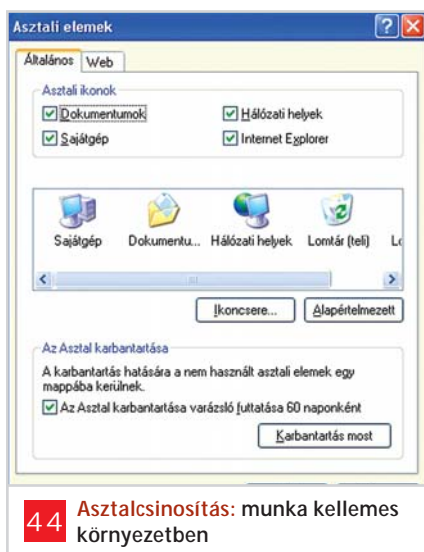 Asztali elemek
Általános Web
Asztali ikonok
Dokumentumok Hálózati helyek
Sajátgép Internet Explorer
Sajátgép Dokumentu... Hálózati helyek Lomtár (teli)
Ikoncsere... Alapértelmezett
Az Asztal karbantartása
A karbantartás hatására a nem használt asztali elemek egy
mappába kerülnek.
Az Asztal karbantartása varázsló futtatása 60 naponként
Karbantartás most
44 Asztalcsinosítás: munka kellemes
környezetben